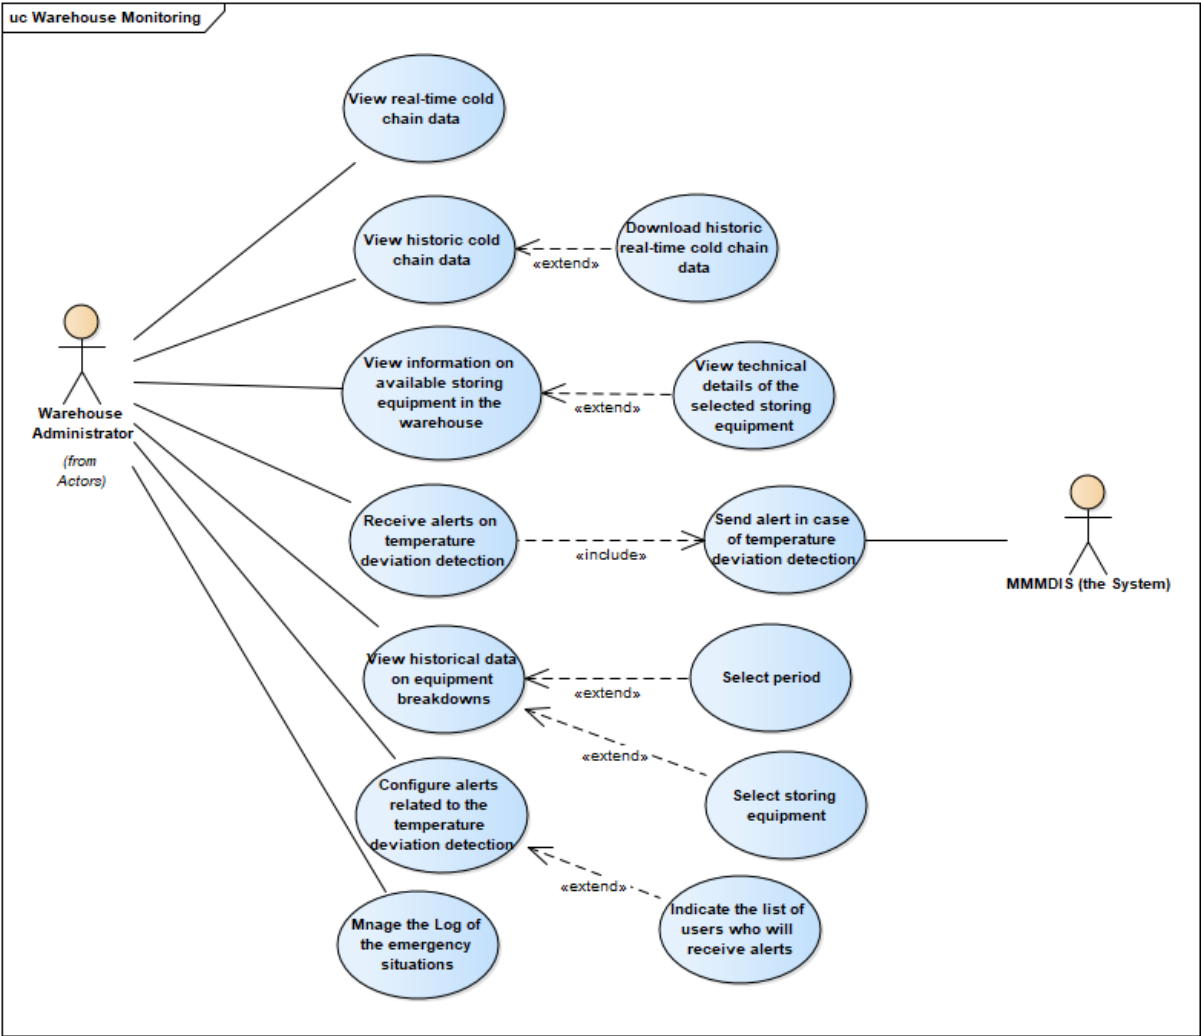 uc Warehouse Monitoring
View real-time cold
chain data
View historic cold
chain data
«extend»
Download historic
real-time cold chain
data
Warehouse
Administrator
(from
Actors)
View information on
available storing
equipment in the
warehouse
«extend»
View technical
details of the
selected storing
equipment
Receive alerts on
temperature
deviation detection
«include»
Send alert in case
of temperature
deviation detection
MMMDIS (the System)
View historical data
on equipment
breakdowns
«extend»
Select period
«extend»
Select storing
equipment
Configure alerts
related to the
temperature
deviation detection
«extend»
Indicate the list of
users who will
receive alerts
Mnage the Log of
the emergency
situations